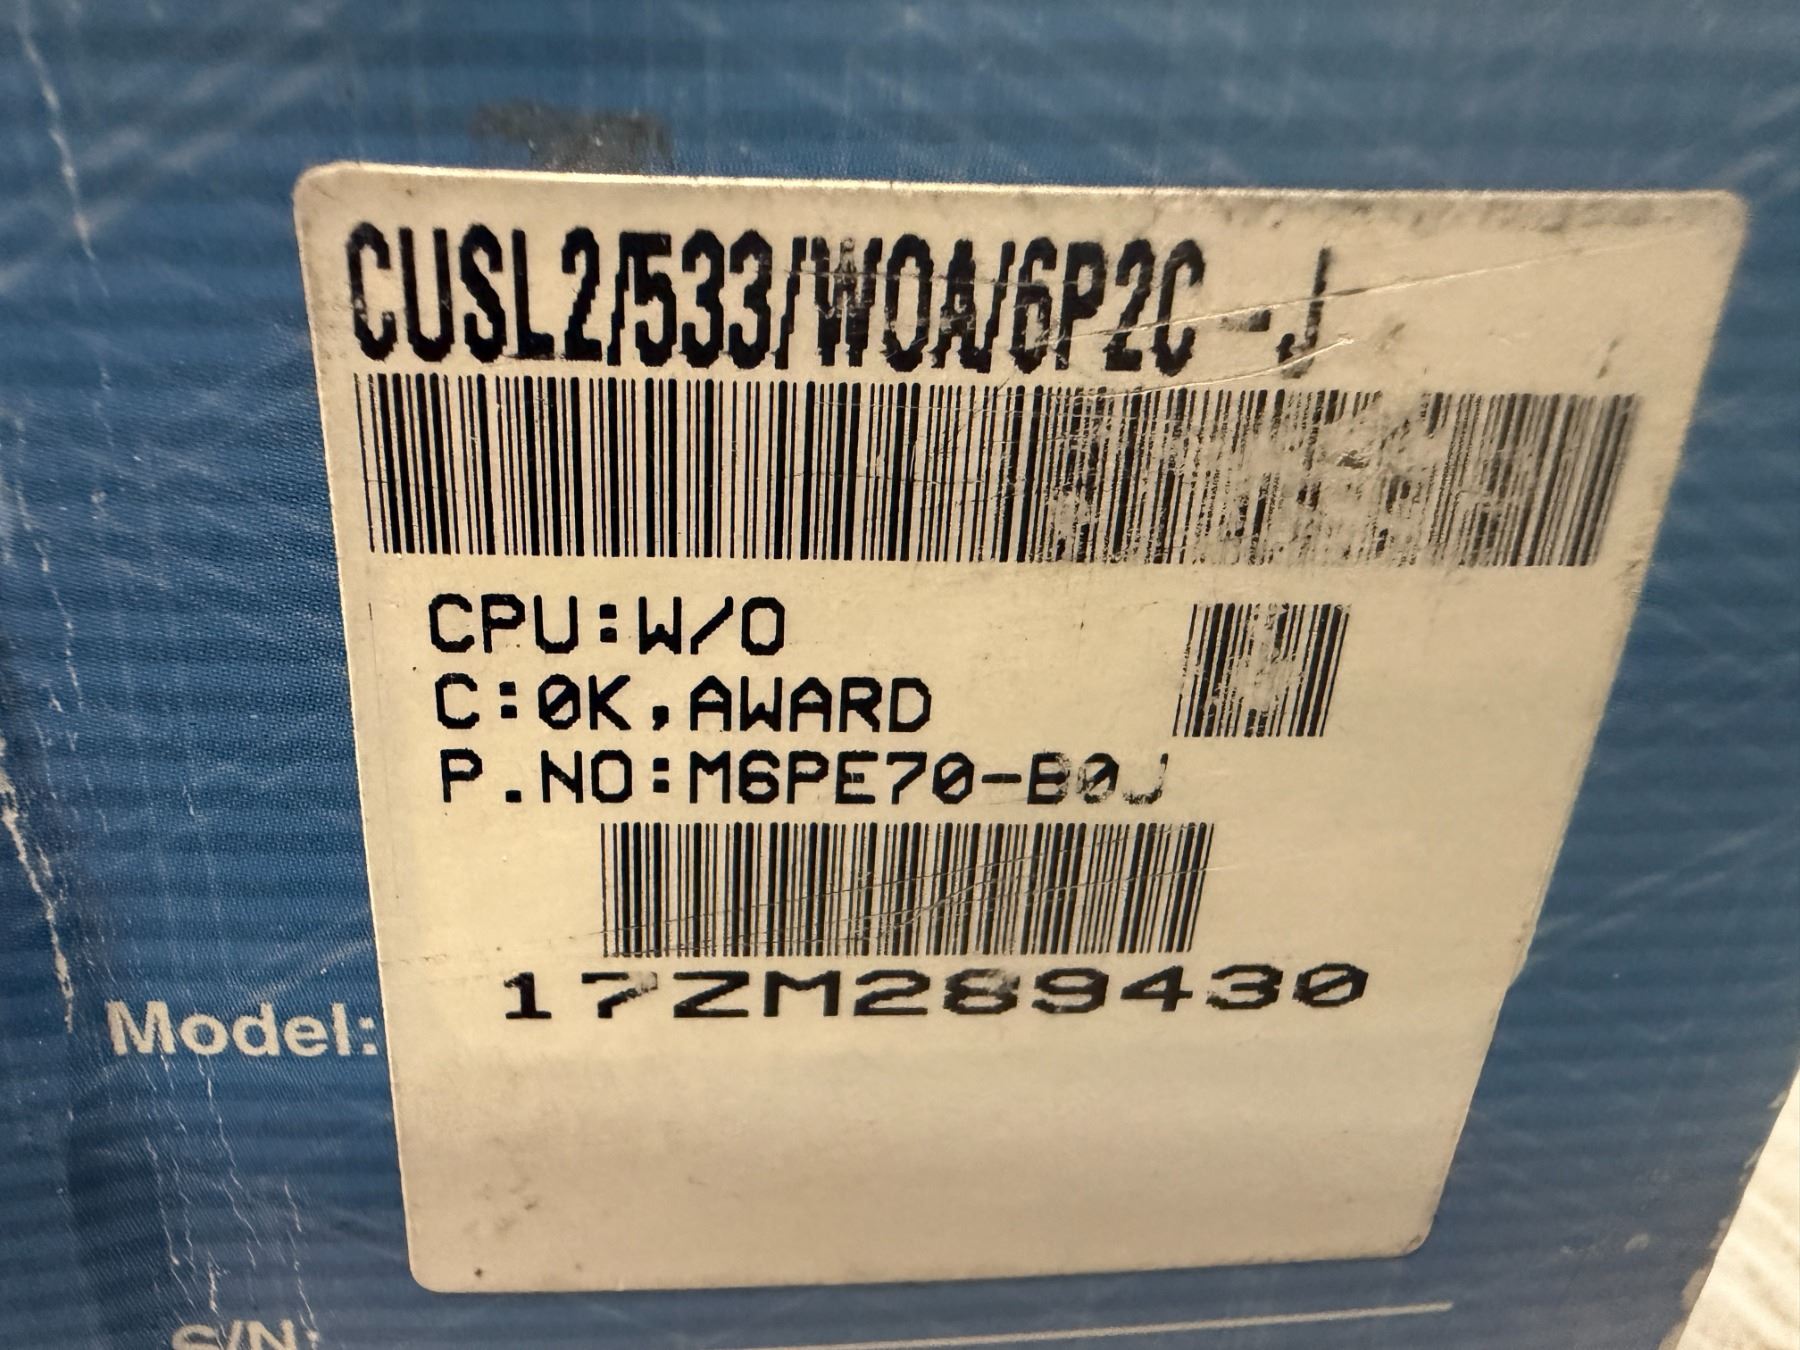 CUSL2/533/WOA/6P2C-J
CPU:W/O
C:0K,AWARD
P.NO:M6PE70-B0J
17ZM289430
Model:
S/N: